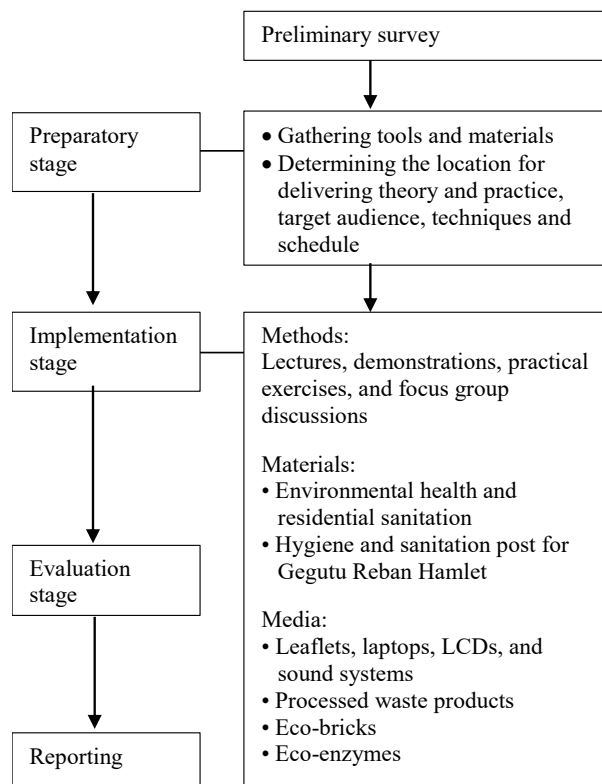 Preliminary survey
Preparatory
stage
• Gathering tools and materials
• Determining the location for
delivering theory and practice,
target audience, techniques and
schedule
Implementation
stage
Methods:
Lectures, demonstrations, practical
exercises, and focus group
discussions
Materials:
• Environmental health and
residential sanitation
• Hygiene and sanitation post for
Gegutu Reban Hamlet
Media:
• Leaflets, laptops, LCDs, and
sound systems
• Processed waste products
• Eco-bricks
• Eco-enzymes
Evaluation
stage
Reporting